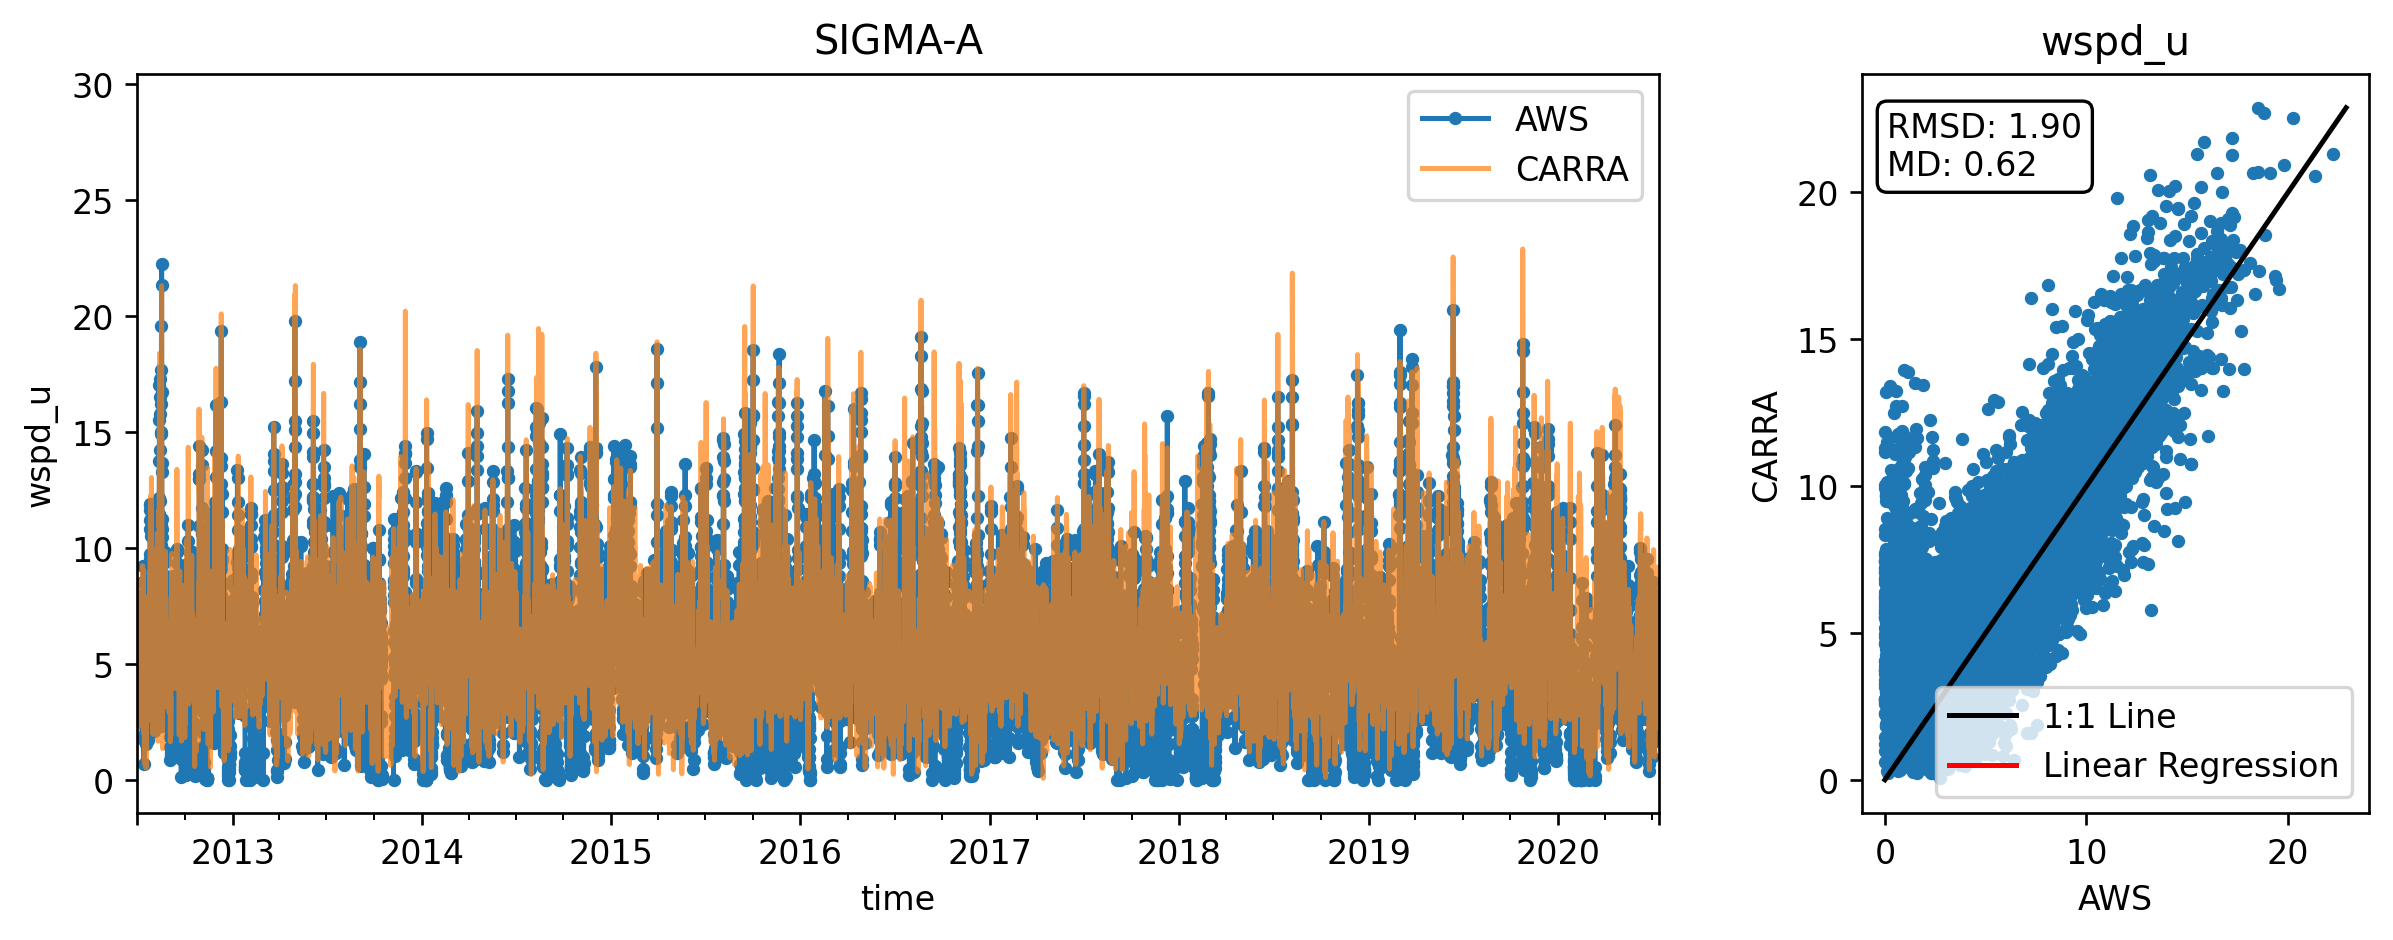 SIGMA-A
wspd_u
30
25
20
15
10
5
0
AWS
CARRA
2013 2014 2015 2016 2017 2018 2019 2020
time
wspd_u
RMSD: 1.90
MD: 0.62
CARRA
20
15
10
5
0
1:1 Line
Linear Regression
0 10 20
AWS